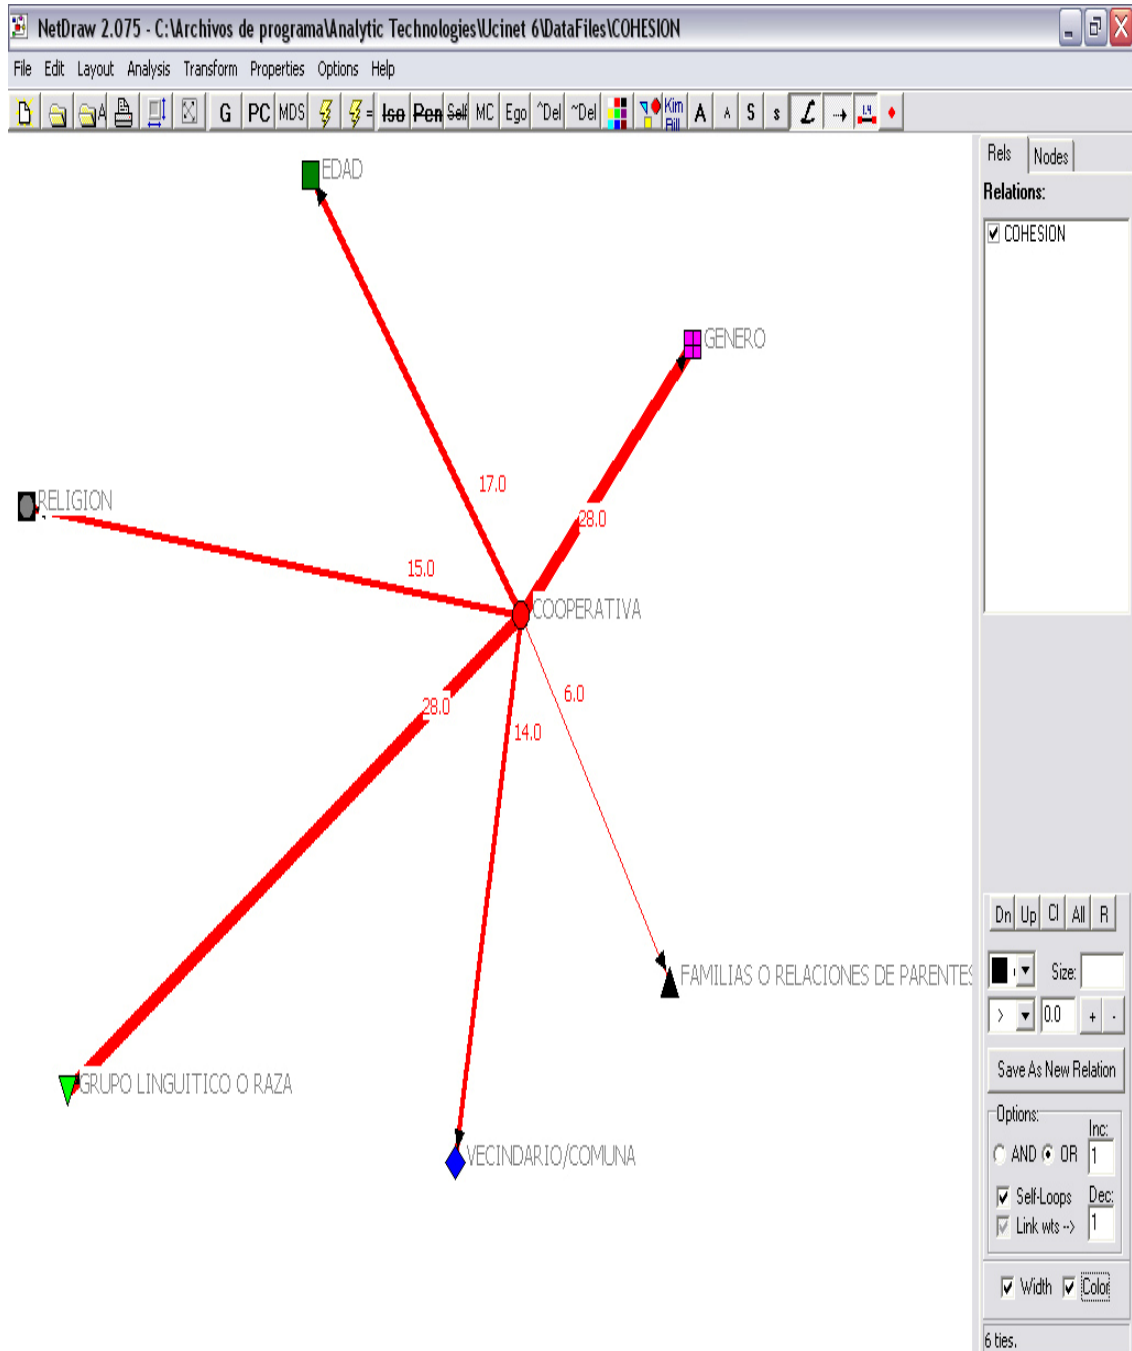 NetDraw 2.075 - C:\Archivos de programa\Analytic Technologies\Ucinet 6\DataFiles\COHESION
File Edit Layout Analysis Transform Properties Options Help
A G PC MDS = Iso Pen Self MC Ego ^Del ~Del Kim Bill A A S s L
Rels Nodes
Relations:
COHESION
EDAD
GENERO
17.0
RELIGION
28.0
15.0
COOPERATIVA
6.0
28.0
14.0
Dn Up Cl All R
FAMILIAS O RELACIONES DE PARENTES
Size:
> 0.0 + -
Save As New Relation
GRUPO LINGUITICO O RAZA
Options:
Inc:
AND OR 1
VECINDARIO/COMUNA
Self-Loops Dec:
Link wts --> 1
Width Color
6 ties.